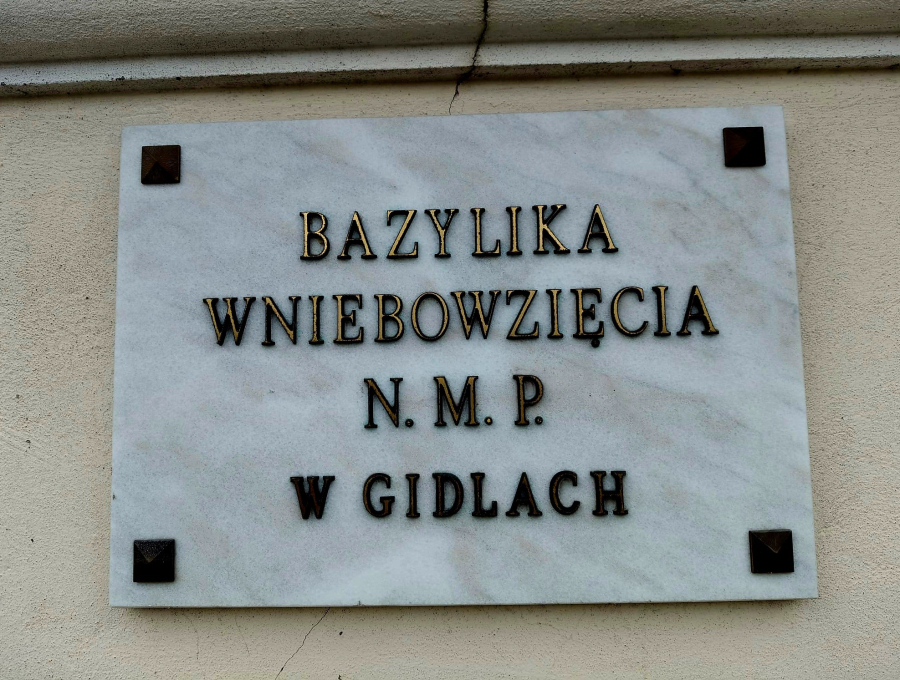 BAZYLIKA
WNIEBOWZIĘCIA
N. M. P.
W GIDLACH